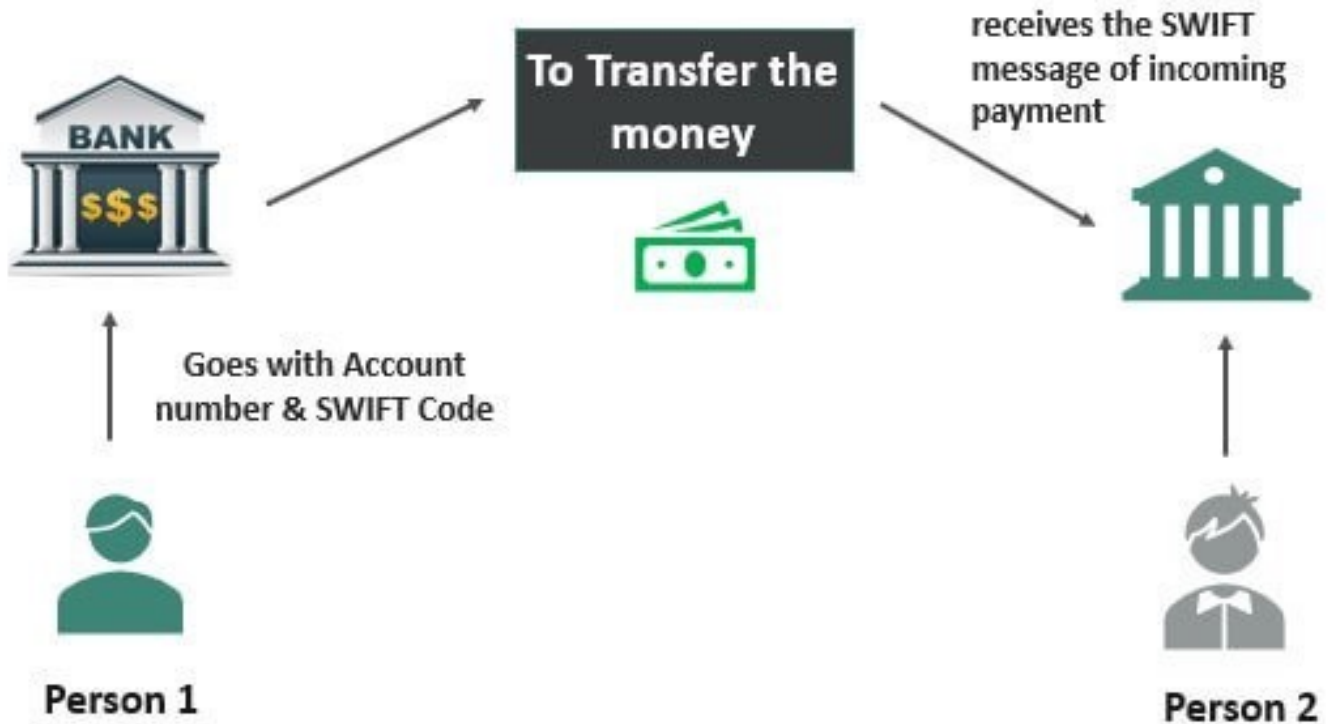 receives the SWIFT
message of incoming
payment
To Transfer the
money
BANK
$$$
Goes with Account
number & SWIFT Code
Person 1
Person 2